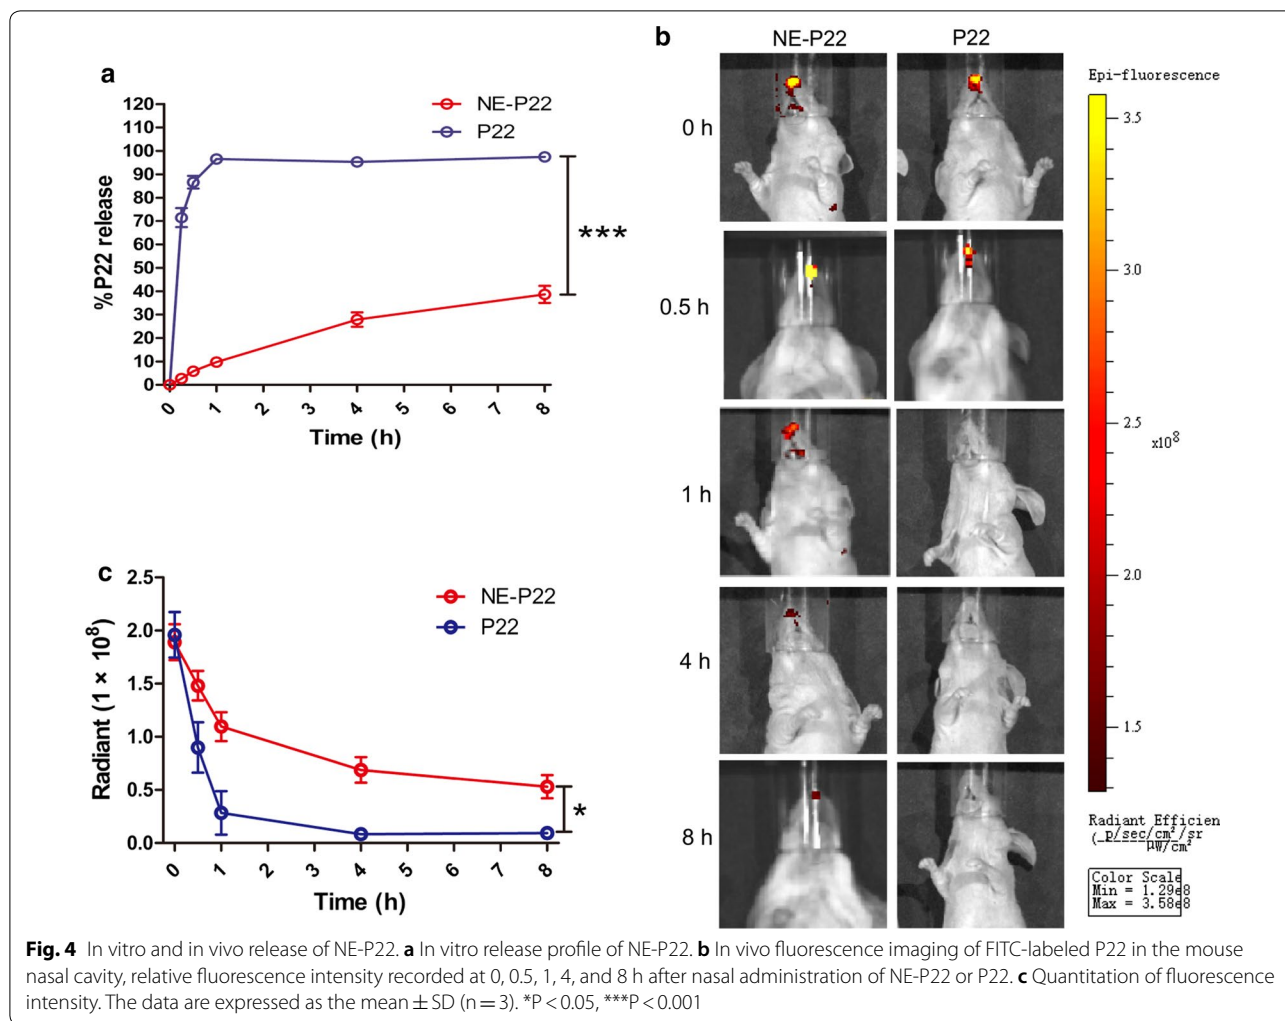 a
120
110
100
90
80
70
60
50
40
30
20
10
0
%P22 release
NE-P22
P22
***
0 1 2 3 4 5 6 7 8
Time (h)
b
NE-P22 P22
0 h
0.5 h
1 h
4 h
8 h
Epi-fluorescence
3.5
3.0
2.5
x10⁸
2.0
1.5
Radiant Efficien
(p/sec/cm²/sr
µW/cm²
Color Scale
Min = 1.29e8
Max = 3.58e8
c
2.5
2.0
1.5
1.0
0.5
0.0
Radiant (1 × 10⁸)
NE-P22
P22
*
0 1 2 3 4 5 6 7 8
Time (h)
Fig. 4 In vitro and in vivo release of NE-P22. a In vitro release profile of NE-P22. b In vivo fluorescence imaging of FITC-labeled P22 in the mouse
nasal cavity, relative fluorescence intensity recorded at 0, 0.5, 1, 4, and 8 h after nasal administration of NE-P22 or P22. c Quantitation of fluorescence
intensity. The data are expressed as the mean ± SD (n = 3). *P < 0.05, ***P < 0.001